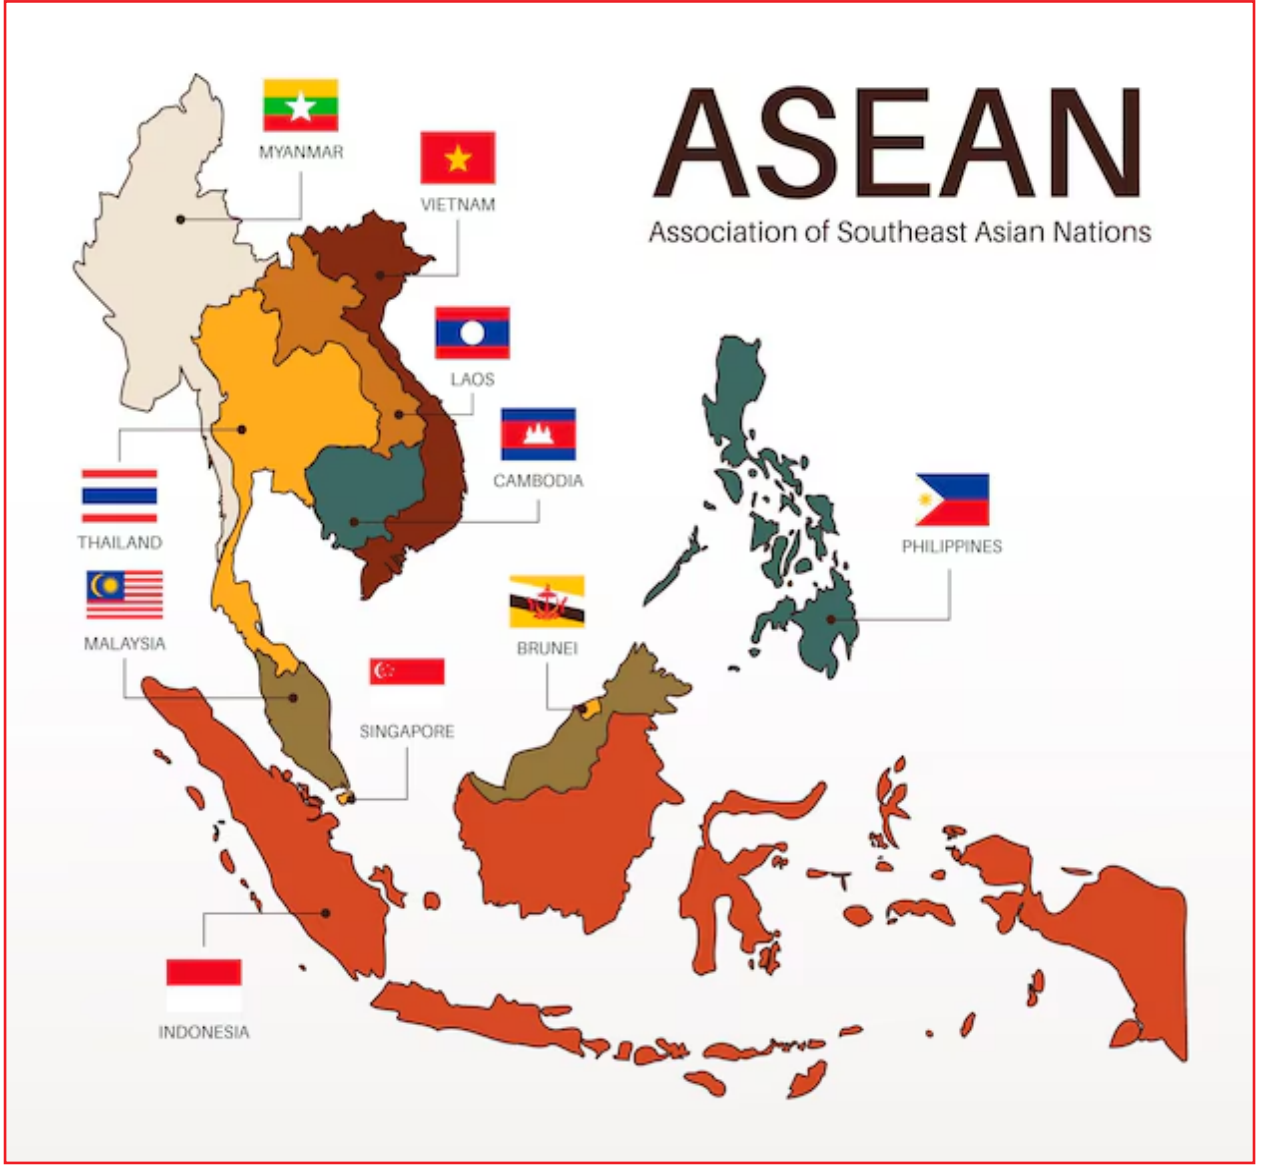 ASEAN
Association of Southeast Asian Nations
MYANMAR
VIETNAM
LAOS
CAMBODIA
THAILAND
PHILIPPINES
MALAYSIA
BRUNEI
SINGAPORE
INDONESIA